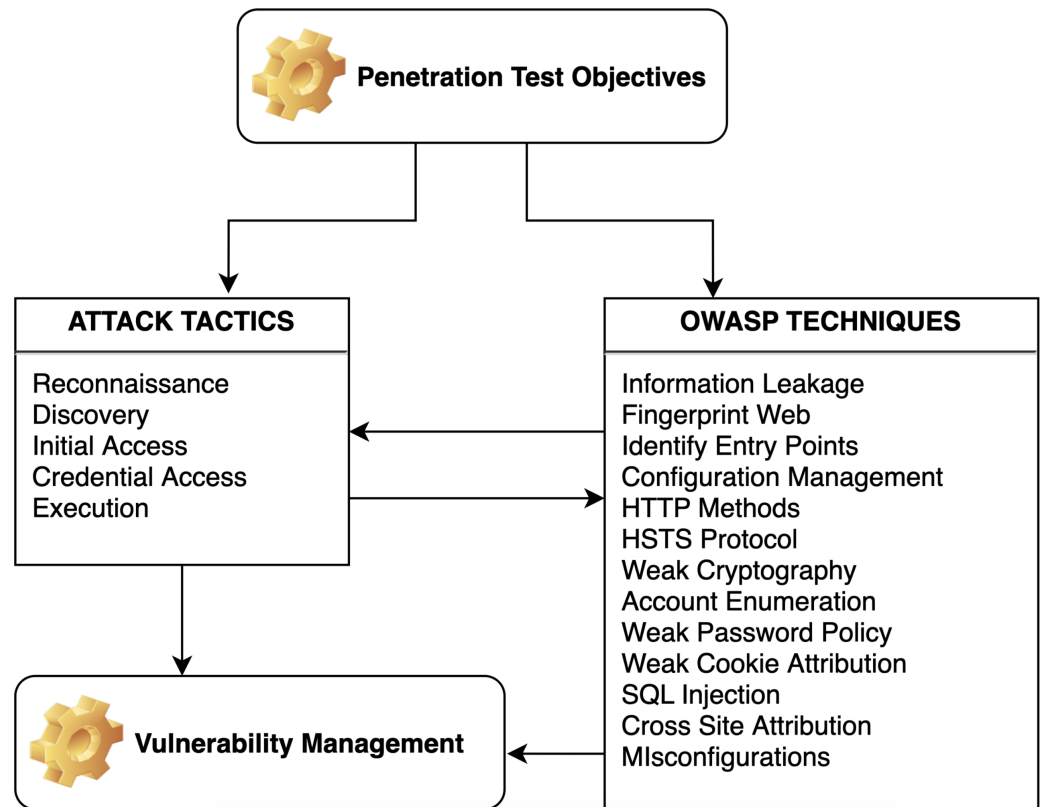 Penetration Test Objectives
ATTACK TACTICS
Reconnaissance
Discovery
Initial Access
Credential Access
Execution
OWASP TECHNIQUES
Information Leakage
Fingerprint Web
Identify Entry Points
Configuration Management
HTTP Methods
HSTS Protocol
Weak Cryptography
Account Enumeration
Weak Password Policy
Weak Cookie Attribution
SQL Injection
Cross Site Attribution
MIsconfigurations
Vulnerability Management